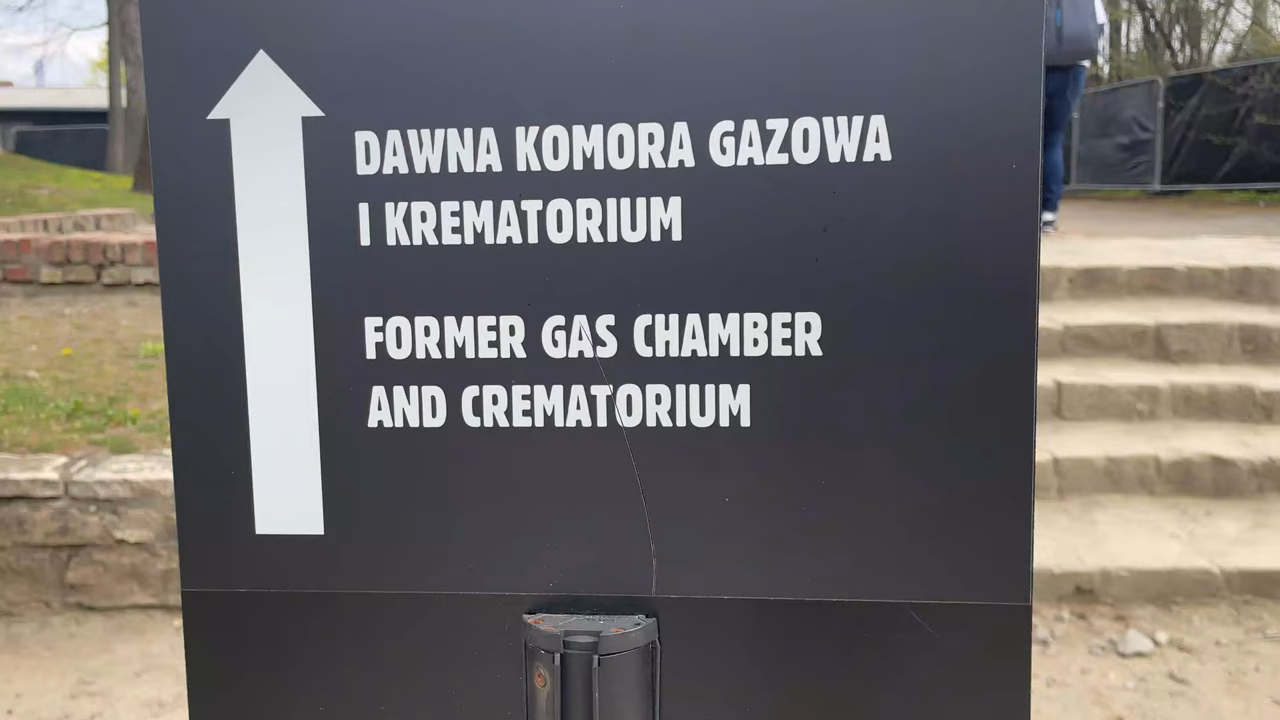 DAWNA KOMORA GAZOWA
I KREMATORIUM
FORMER GAS CHAMBER
AND CREMATORIUM